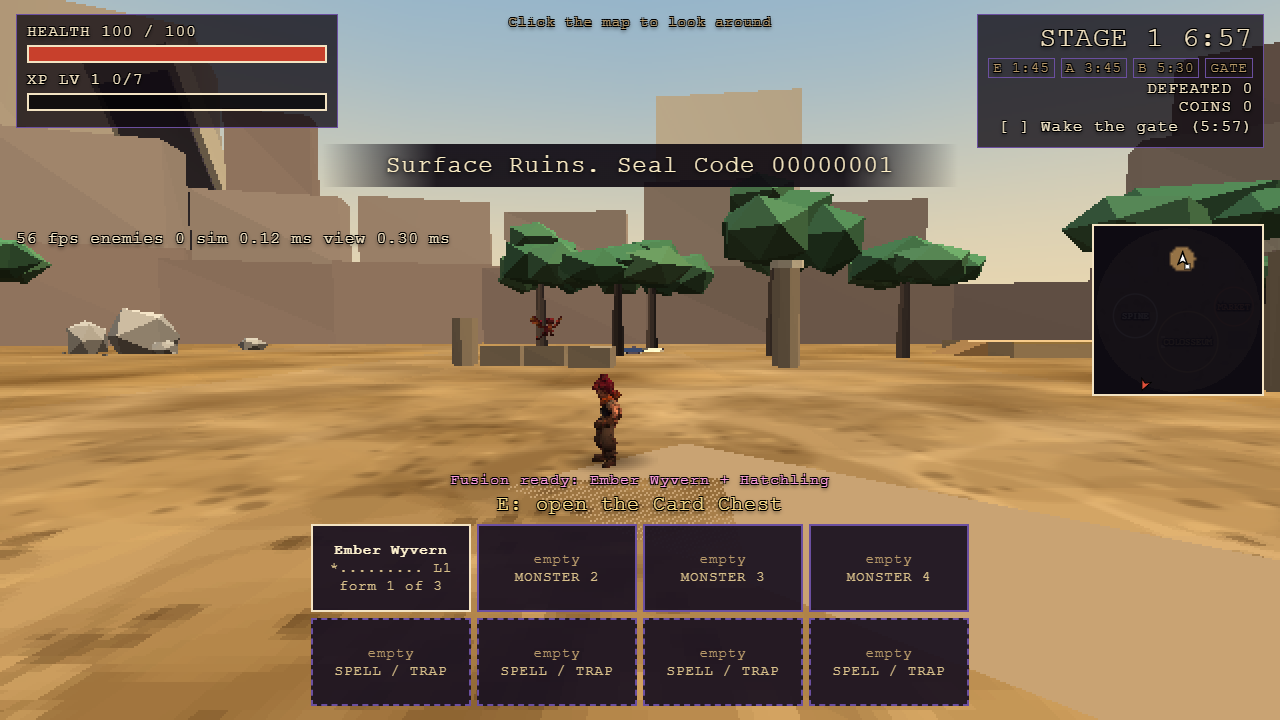 HEALTH 100 / 100
XP LV 1 0/7
Click the map to look around
STAGE 1 6:57
E 1:45 A 3:45 B 5:30 GATE
DEFEATED 0
COINS 0
[ ] Wake the gate (5:57)
Surface Ruins. Seal Code 00000001
56 fps enemies 0 sim 0.12 ms view 0.30 ms
Fusion ready: Ember Wyvern + Hatchling
E: open the Card Chest
Ember Wyvern
*......... L1
form 1 of 3
empty
MONSTER 2
empty
MONSTER 3
empty
MONSTER 4
empty
SPELL / TRAP
empty
SPELL / TRAP
empty
SPELL / TRAP
empty
SPELL / TRAP